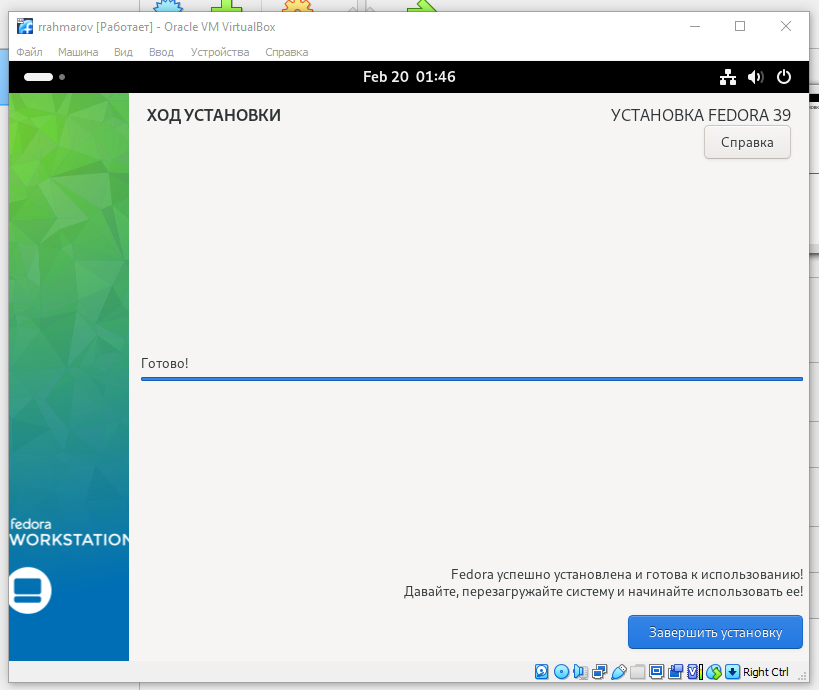 rrahmarov [Работает] - Oracle VM VirtualBox
Файл Машина Вид Ввод Устройства Справка
Feb 20 01:46
ХОД УСТАНОВКИ
УСТАНОВКА FEDORA 39
Справка
Готово!
fedora
WORKSTATION
Fedora успешно установлена и готова к использованию!
Давайте, перезагружайте систему и начинайте использовать ее!
Завершить установку
Right Ctrl